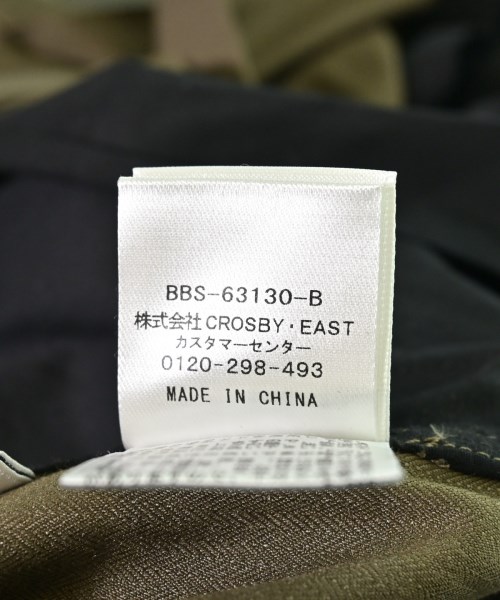 BBS-63130-B
株式会社CROSBY・EAST
カスタマーセンター
0120-298-493
MADE IN CHINA